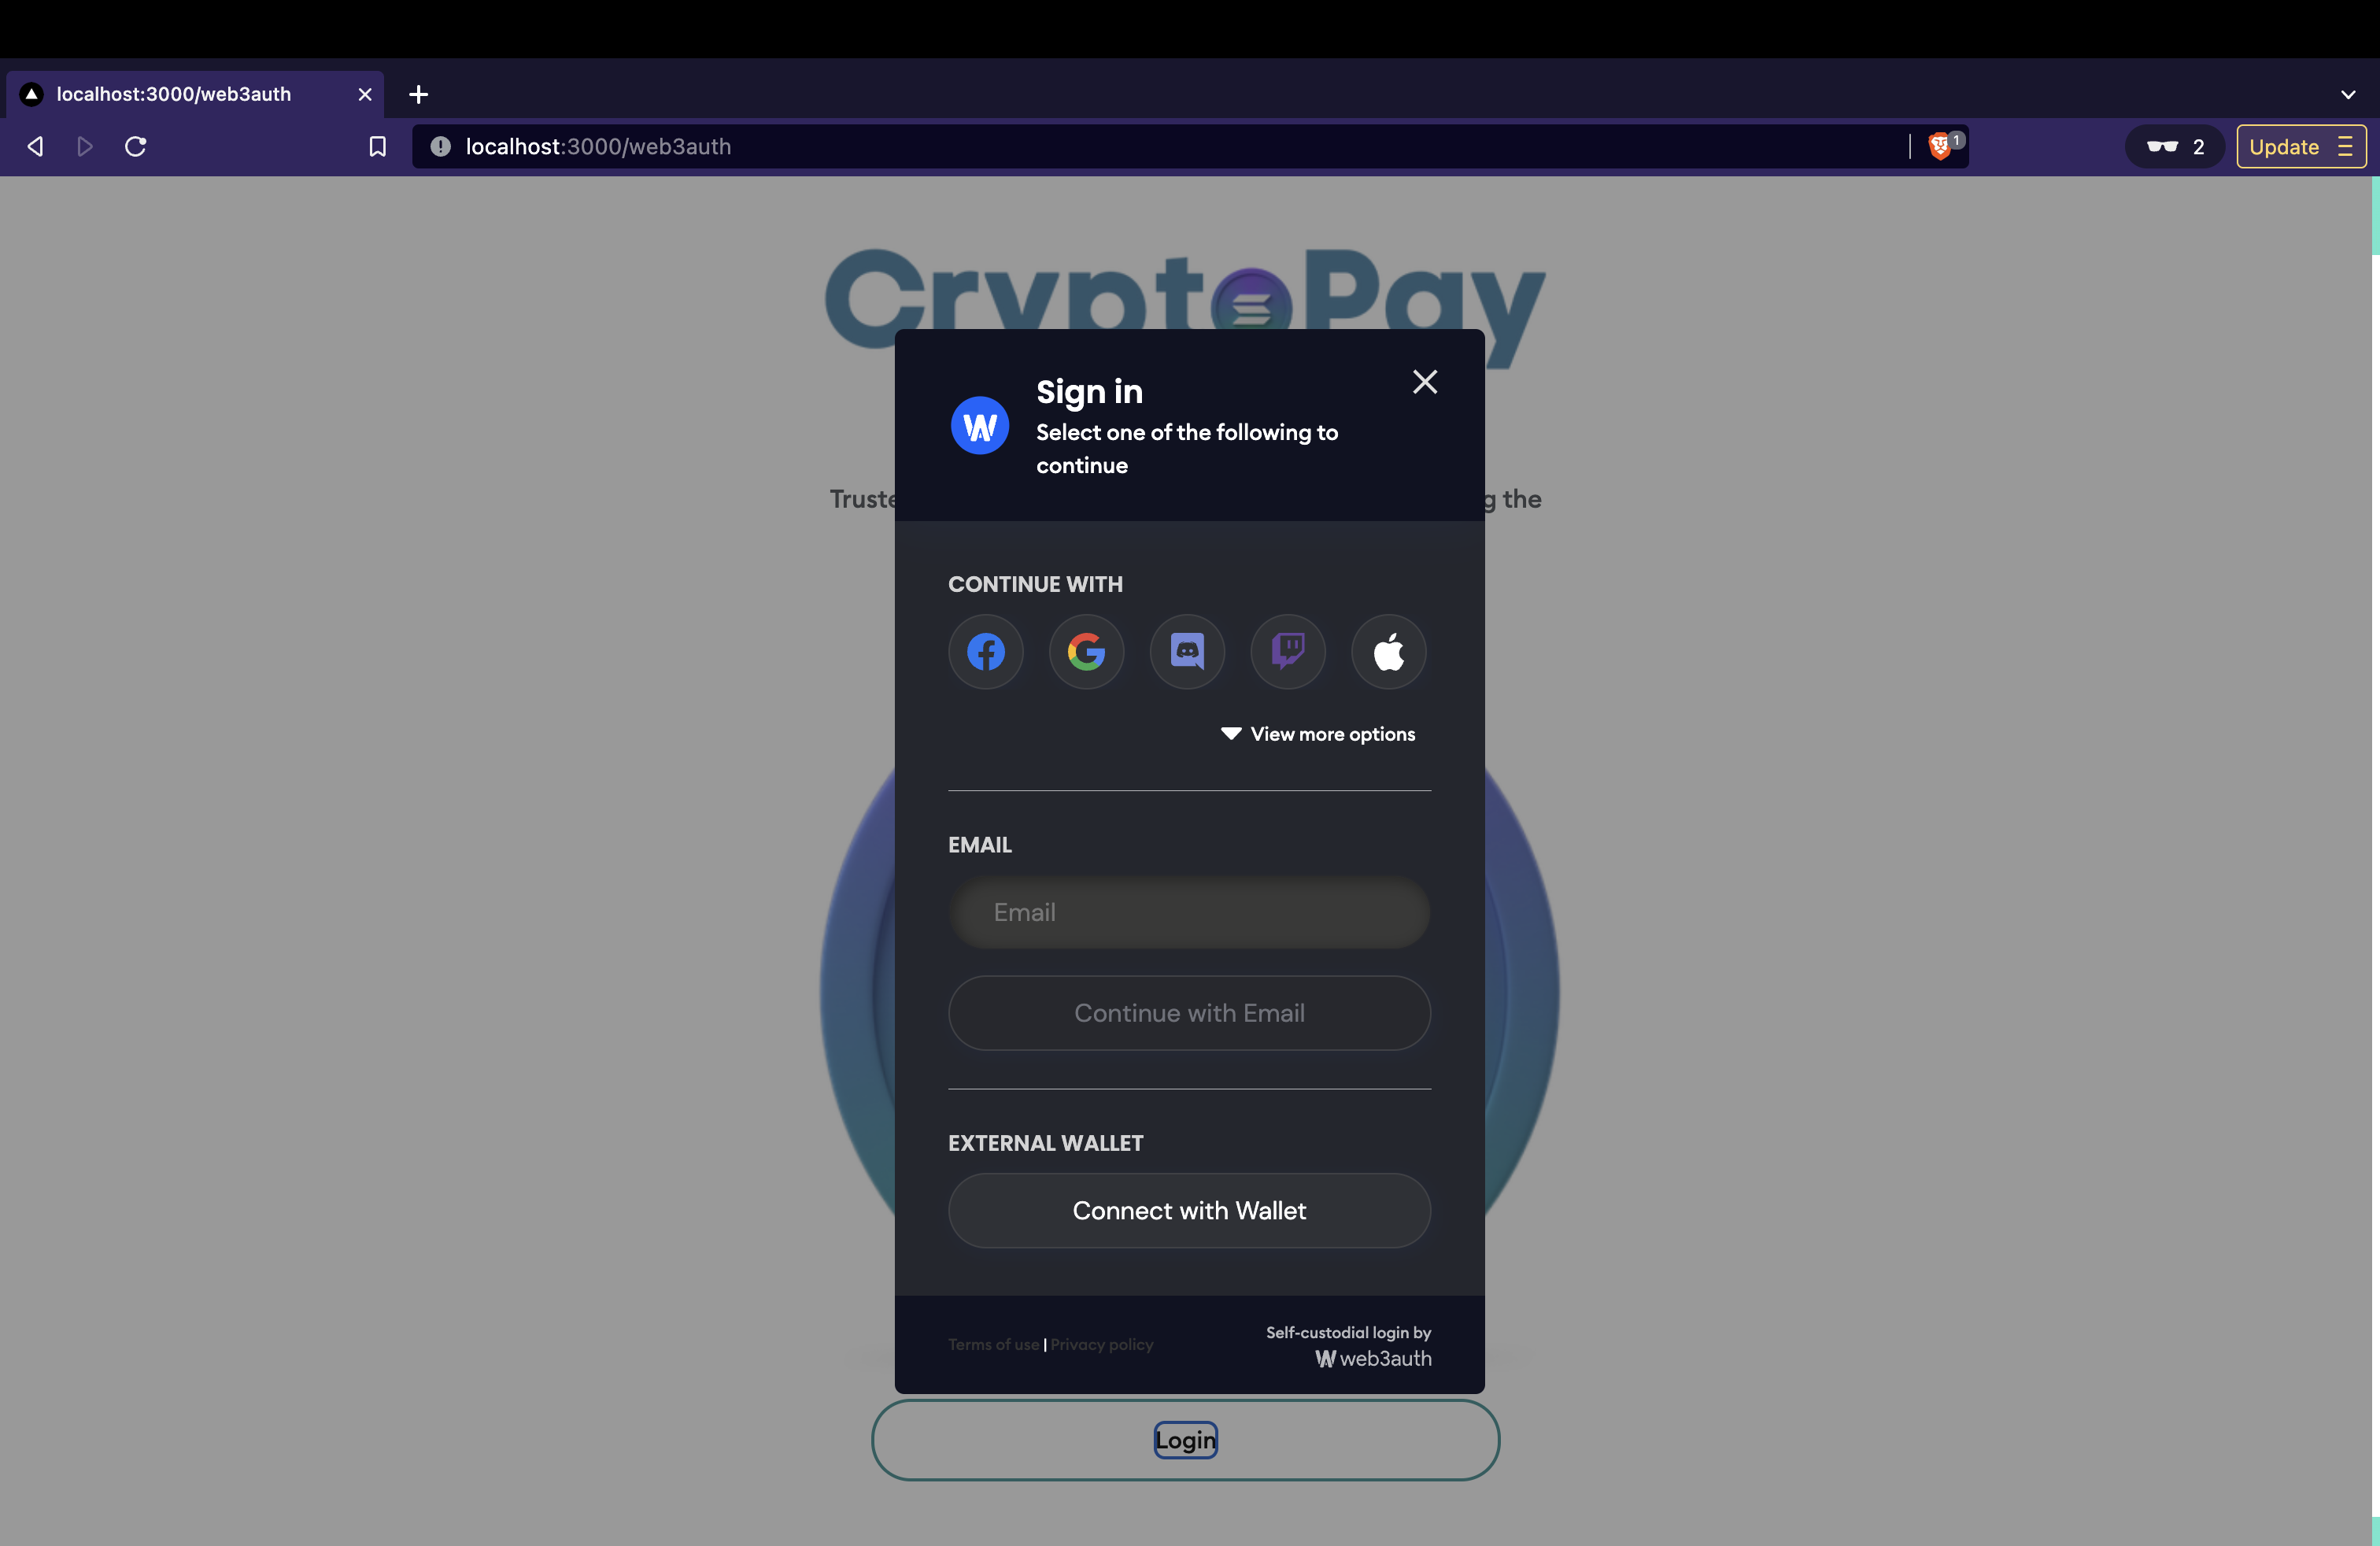 localhost:3000/web3auth
localhost:3000/web3auth
1
2
Update
CryptoPay
Sign in
Select one of the following to
continue
Truste
g the
CONTINUE WITH
View more options
EMAIL
Email
Continue with Email
EXTERNAL WALLET
Connect with Wallet
Terms of use | Privacy policy
Self-custodial login by
web3auth
Login